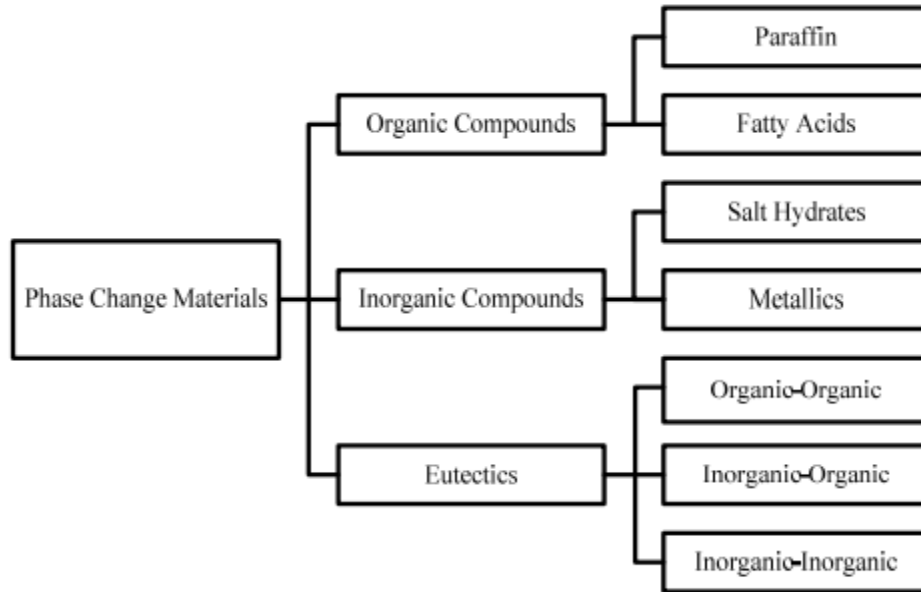 Paraffin
Organic Compounds
Fatty Acids
Salt Hydrates
Phase Change Materials
Inorganic Compounds
Metallics
Organic-Organic
Eutectics
Inorganic-Organic
Inorganic-Inorganic